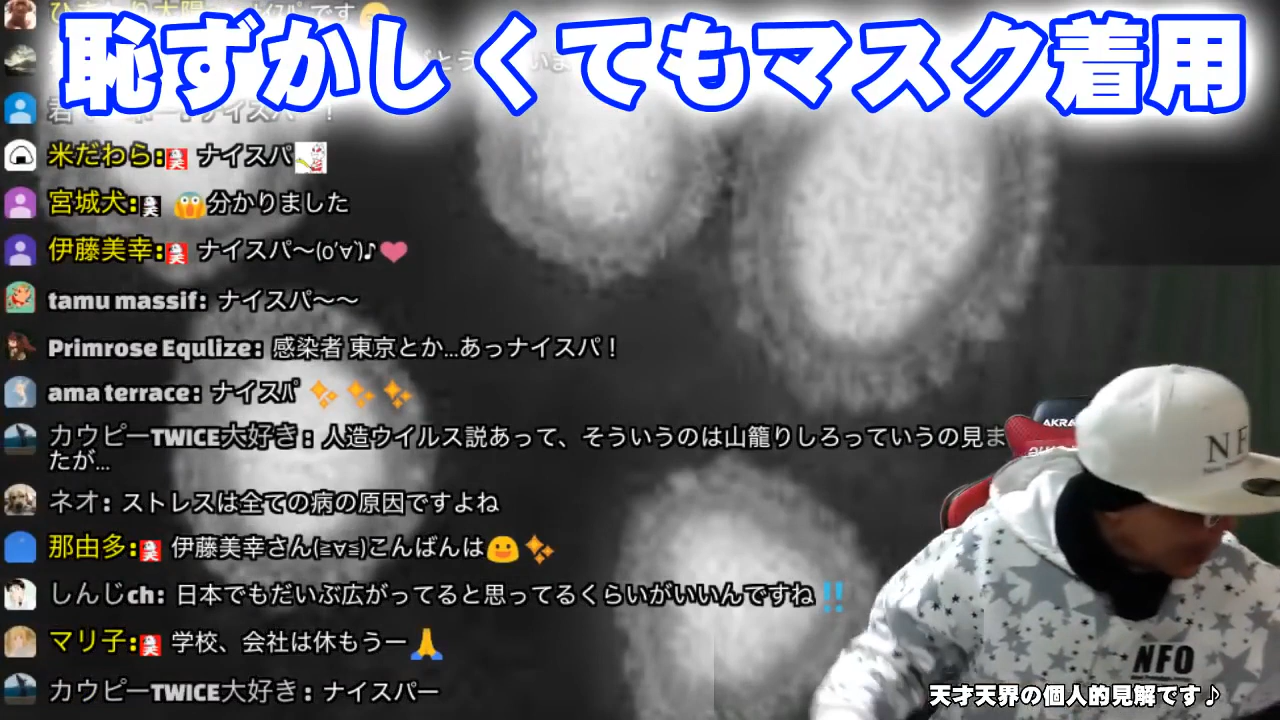 恥ずかしくてもマスク着用
米だわら: ナイスパ
宮城犬: 😱分かりました
伊藤美幸: ナイスパ〜(o'∀')♪
tamu massif: ナイスパ〜〜
Primrose Equlize: 感染者 東京とか...あっナイスパ！
ama terrace: ナイスパ ✨✨✨
カウピーTWICE大好き: 人造ウイルス説あって、そういうのは山籠りしろっていうの見ま
たが...
ネオ: ストレスは全ての病の原因ですよね
那由多: 伊藤美幸さん(≧∀≦)こんばんは😃✨
しんじch: 日本でもだいぶ広がってると思ってるくらいがいいんですね‼
マリ子: 学校、会社は休もうー🙏
カウピーTWICE大好き: ナイスパー
AKRA
NF
NFO
天才天界の個人的見解です♪